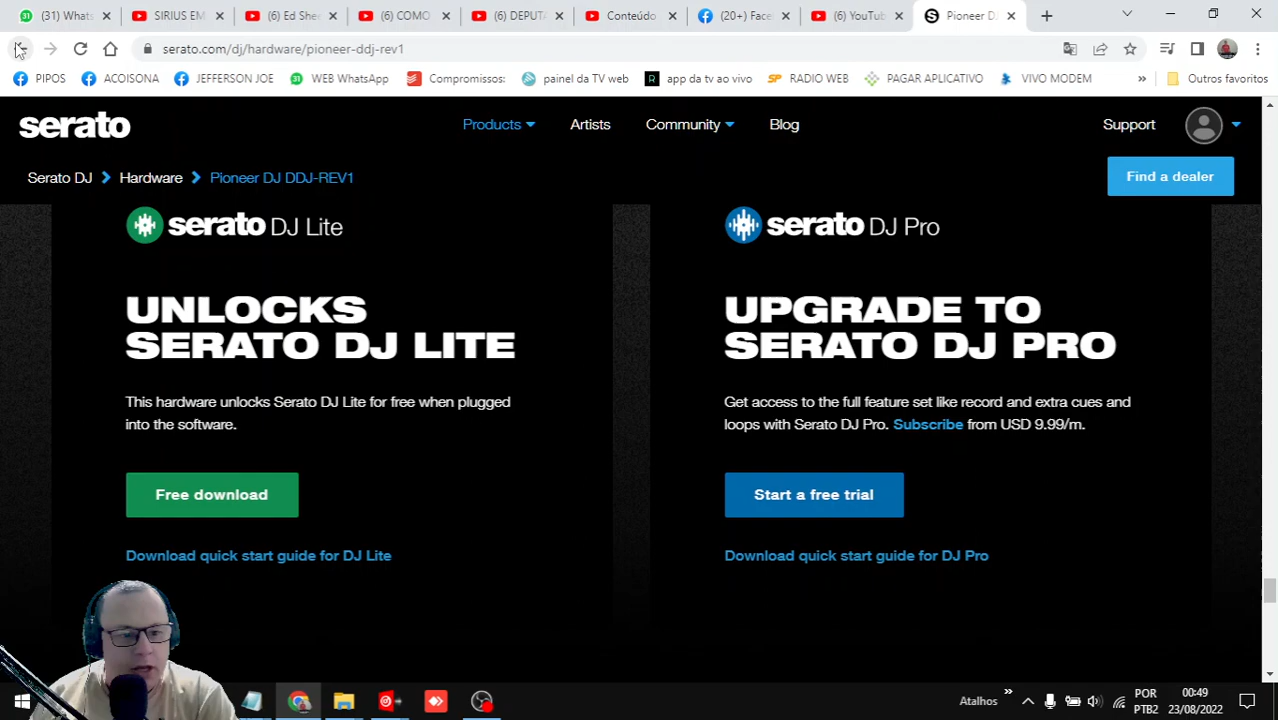 (31) Whats
SIRIUS EM
(6) Ed Shee
(6) COMO
(6) DEPUTA
Conteúdo
(20+) Face
(6) YouTub
Pioneer D
serato.com/dj/hardware/pioneer-ddj-rev1
PIPOS
ACOISONA
JEFFERSON JOE
WEB WhatsApp
Compromissos:
painel da TV web
app da tv ao vivo
RADIO WEB
PAGAR APLICATIVO
VIVO MODEM
»
Outros favoritos
serato
Products
Artists
Community
Blog
Support
Serato DJ
Hardware
Pioneer DJ DDJ-REV1
Find a dealer
serato DJ Lite
UNLOCKS
SERATO DJ LITE
This hardware unlocks Serato DJ Lite for free when plugged
into the software.
Free download
Download quick start guide for DJ Lite
serato DJ Pro
UPGRADE TO
SERATO DJ PRO
Get access to the full feature set like record and extra cues and
loops with Serato DJ Pro. Subscribe from USD 9.99/m.
Start a free trial
Download quick start guide for DJ Pro
Atalhos
»
POR
PTB2
00:49
23/08/2022